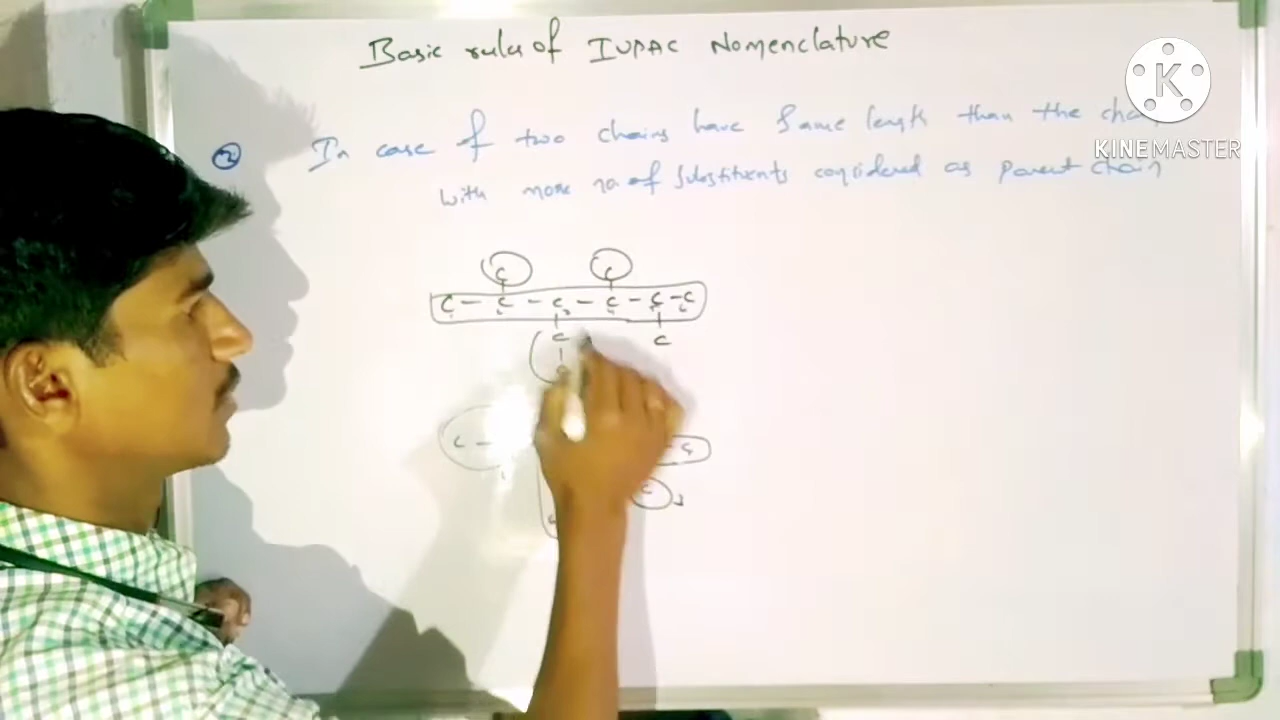 Basic rules of IUPAC Nomenclature
② In case of two chains have same length than the chain
with more no of substituents considered as parent chain
K
KINEMASTER
C C
C - C - C - C - C - C
C C
C
C - C
C